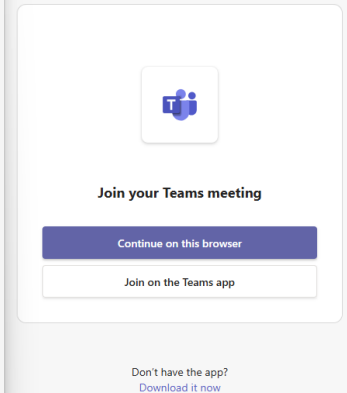 T
Join your Teams meeting
Continue on this browser
Join on the Teams app
Don't have the app?
Download it now